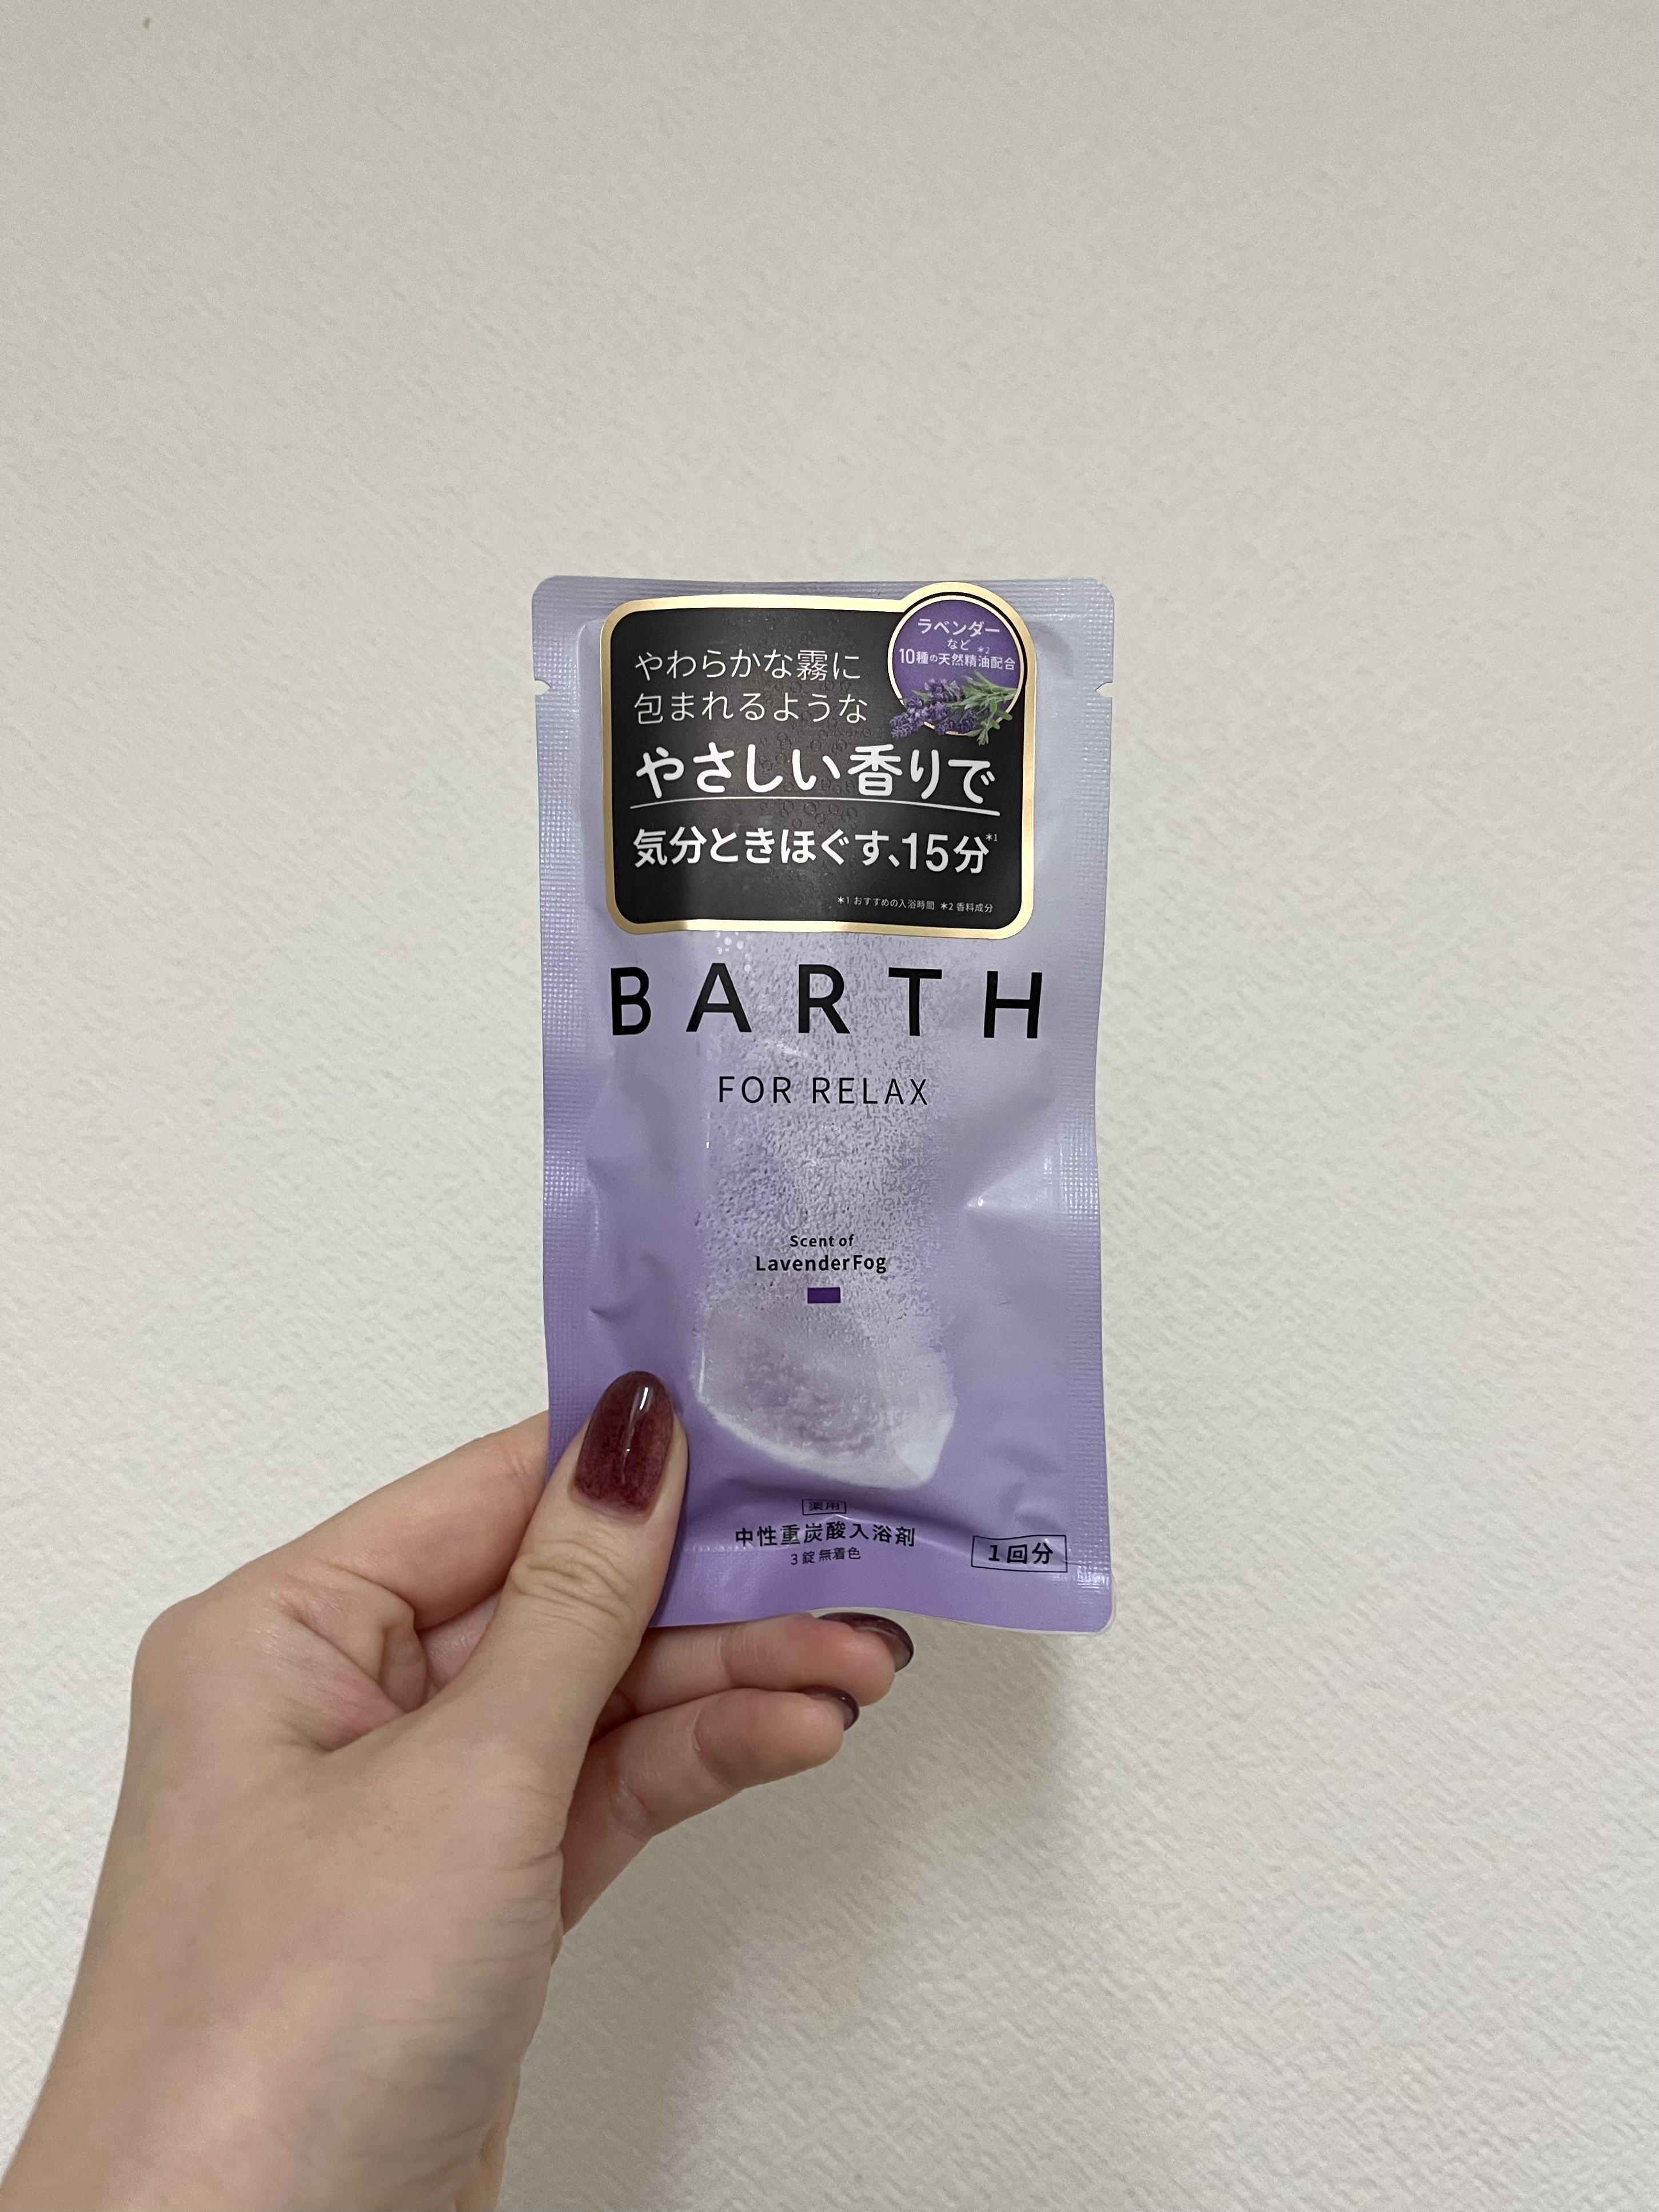 ラベンダー
など
10種の天然精油配合*2
やわらかな霧に
包まれるような
やさしい香りで
気分ときほぐす、15分*1
*1 おすすめの入浴時間 *2 香料成分
BARTH
FOR RELAX
Scent of
LavenderFog
薬用
中性重炭酸入浴剤
3錠 無着色
1回分